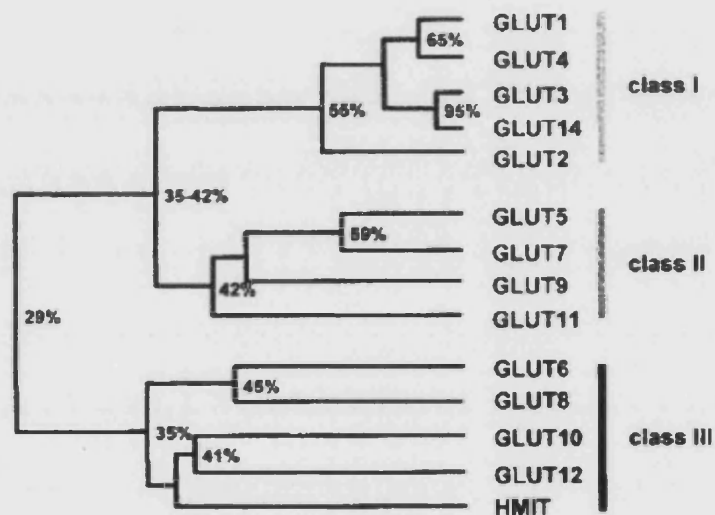 GLUT1
65%
GLUT4
GLUT3
95%
class I
55%
GLUT14
GLUT2
35-42%
GLUT5
59%
GLUT7
class II
42%
GLUT9
29%
GLUT11
GLUT6
45%
GLUT8
35%
GLUT10
class III
41%
GLUT12
HMIT